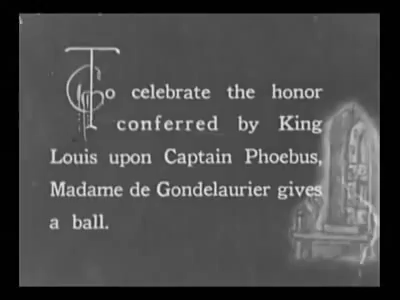 To celebrate the honor
conferred by King
Louis upon Captain Phoebus,
Madame de Gondelaurier gives
a ball.